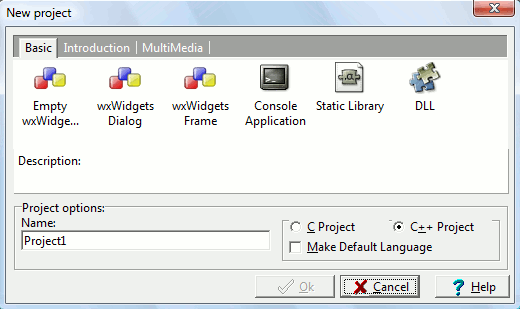 New project
Basic Introduction MultiMedia
Empty wxWidge...
wxWidgets Dialog
wxWidgets Frame
Console Application
Static Library
DLL
Description:
Project options:
Name:
Project1
C Project
C++ Project
Make Default Language
Ok
Cancel
Help